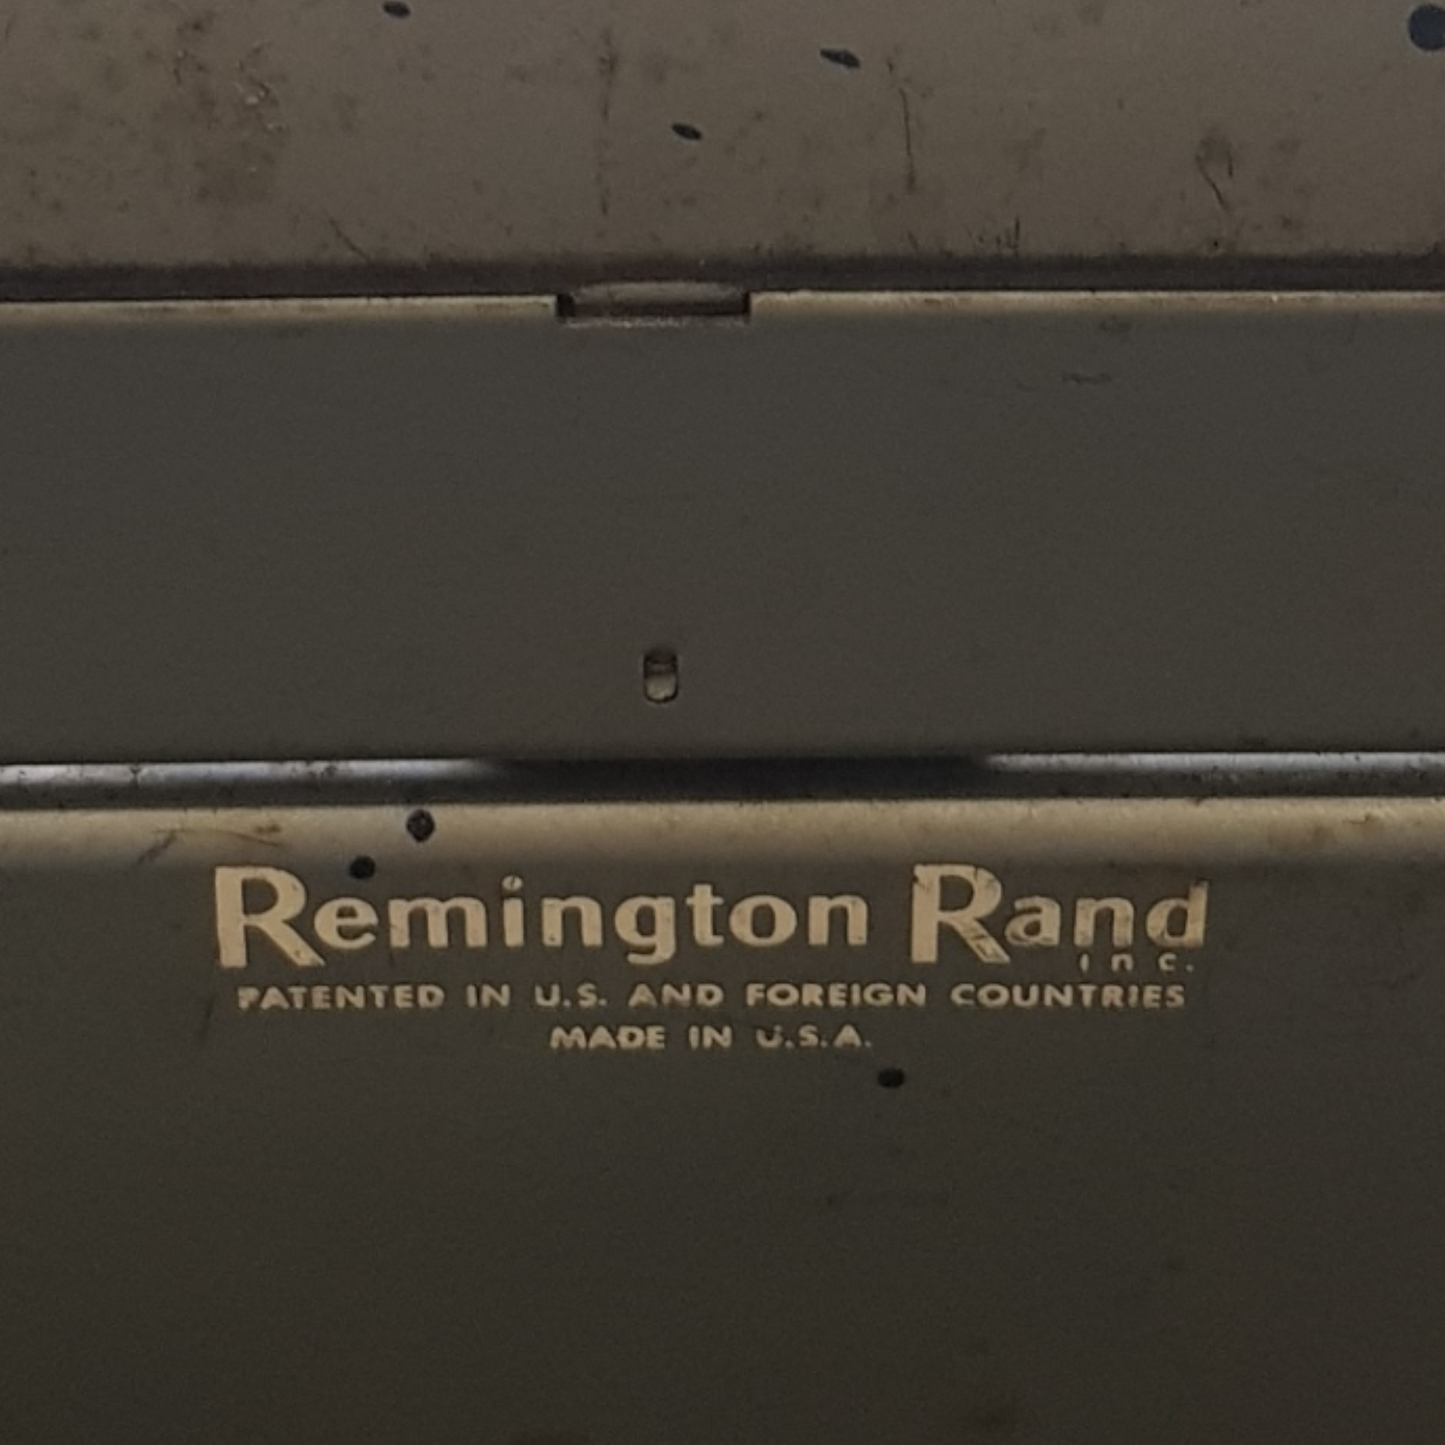 Remington Rand
inc.
PATENTED IN U.S. AND FOREIGN COUNTRIES
MADE IN U.S.A.